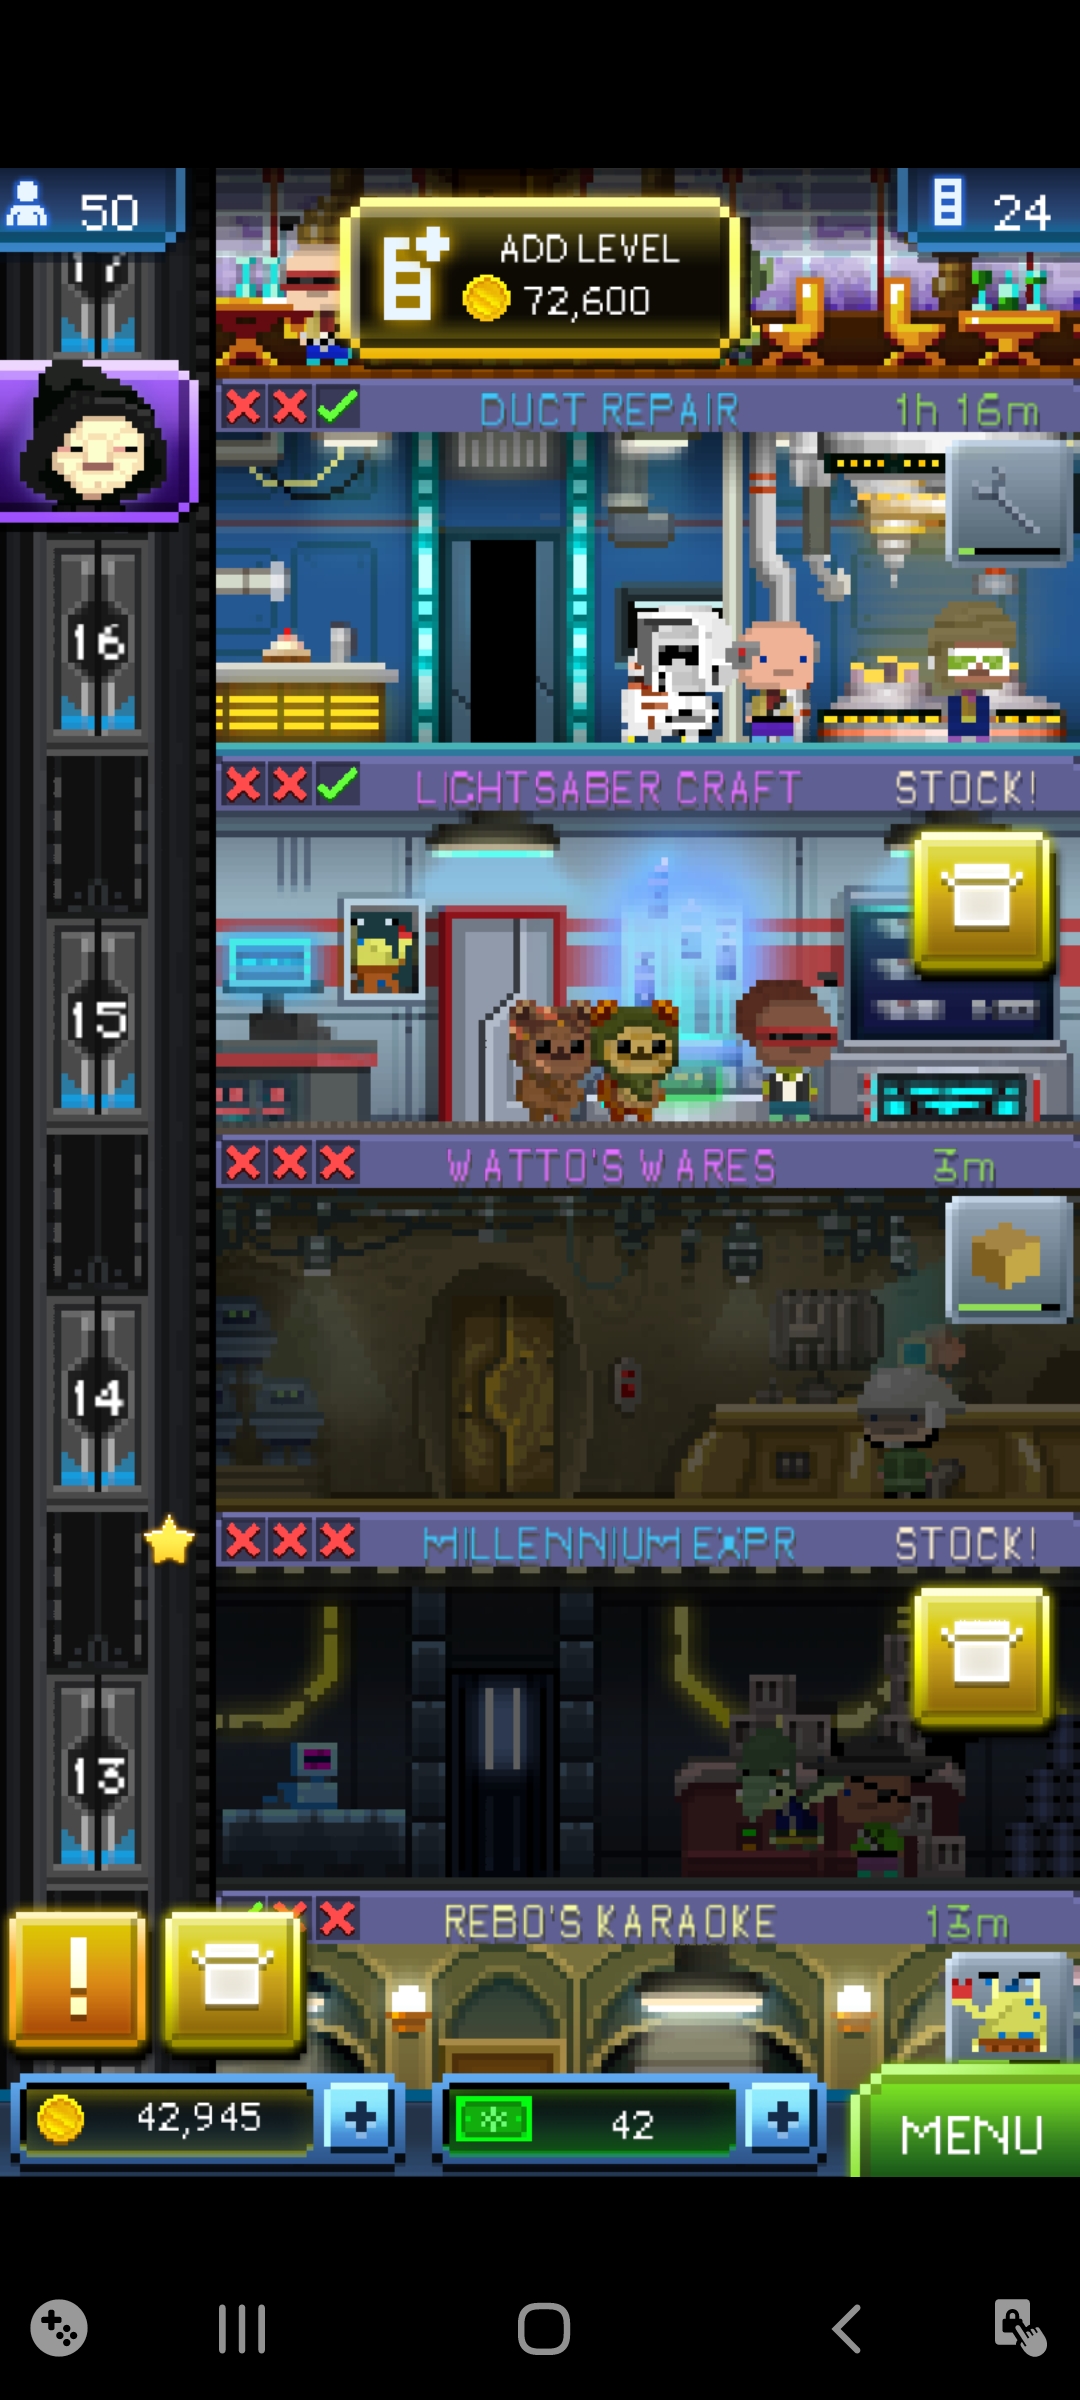 50
ADD LEVEL
72,600
24
17
DUCT REPAIR
1h 16m
16
LIGHTSABER CRAFT
STOCK!
15
WATTO'S WARES
3m
14
MILLENNIUM EXPR
STOCK!
13
REBO'S KARAOKE
13m
!
42,945
+
42
+
MENU